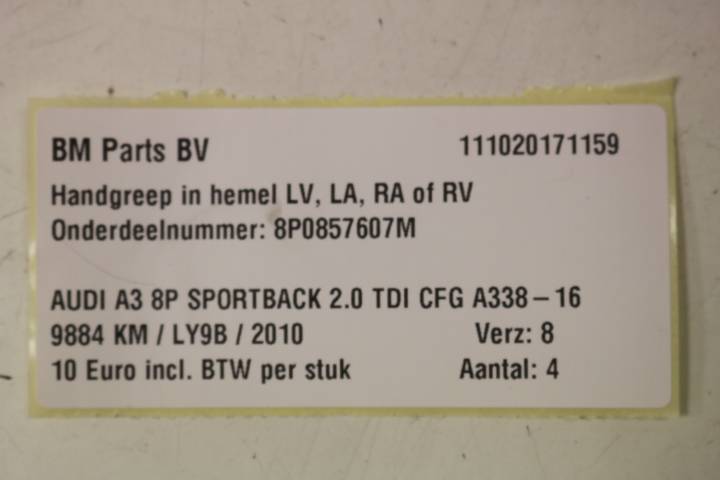 BM Parts BV 111020171159
Handgreep in hemel LV, LA, RA of RV
Onderdeelnummer: 8P0857607M
AUDI A3 8P SPORTBACK 2.0 TDI CFG A338 – 16
9884 KM / LY9B / 2010 Verz: 8
10 Euro incl. BTW per stuk Aantal: 4